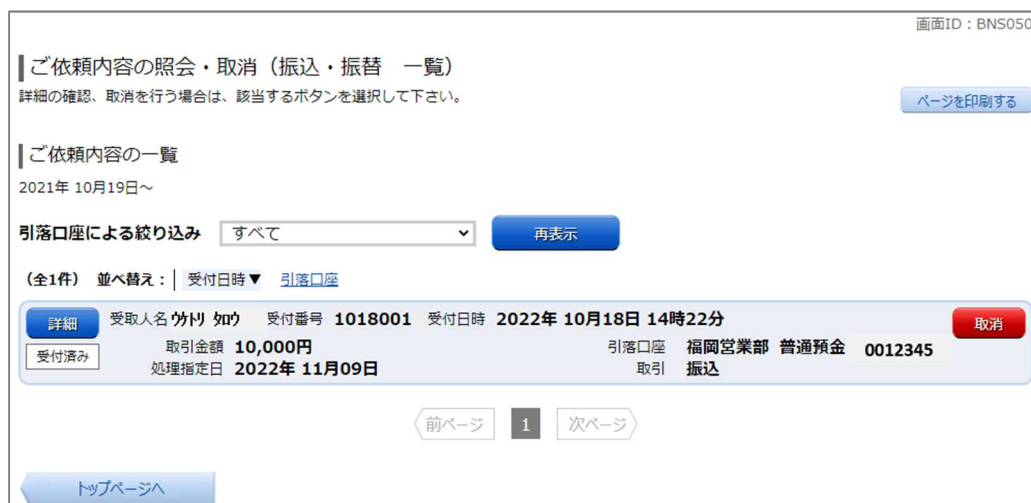 画面ID：BNS050
ご依頼内容の照会・取消（振込・振替　一覧）
詳細の確認、取消を行う場合は、該当するボタンを選択して下さい。
ページを印刷する
ご依頼内容の一覧
2021年 10月19日～
引落口座による絞り込み すべて 再表示
（全1件） 並べ替え： 受付日時▼ 引落口座
詳細 受取人名 ｳｹﾄﾘ ﾀﾛｳ 受付番号 1018001 受付日時 2022年 10月18日 14時22分 取消
受付済み 取引金額 10,000円 引落口座 福岡営業部 普通預金 0012345
処理指定日 2022年 11月09日 取引 振込
前ページ 1 次ページ
トップページへ